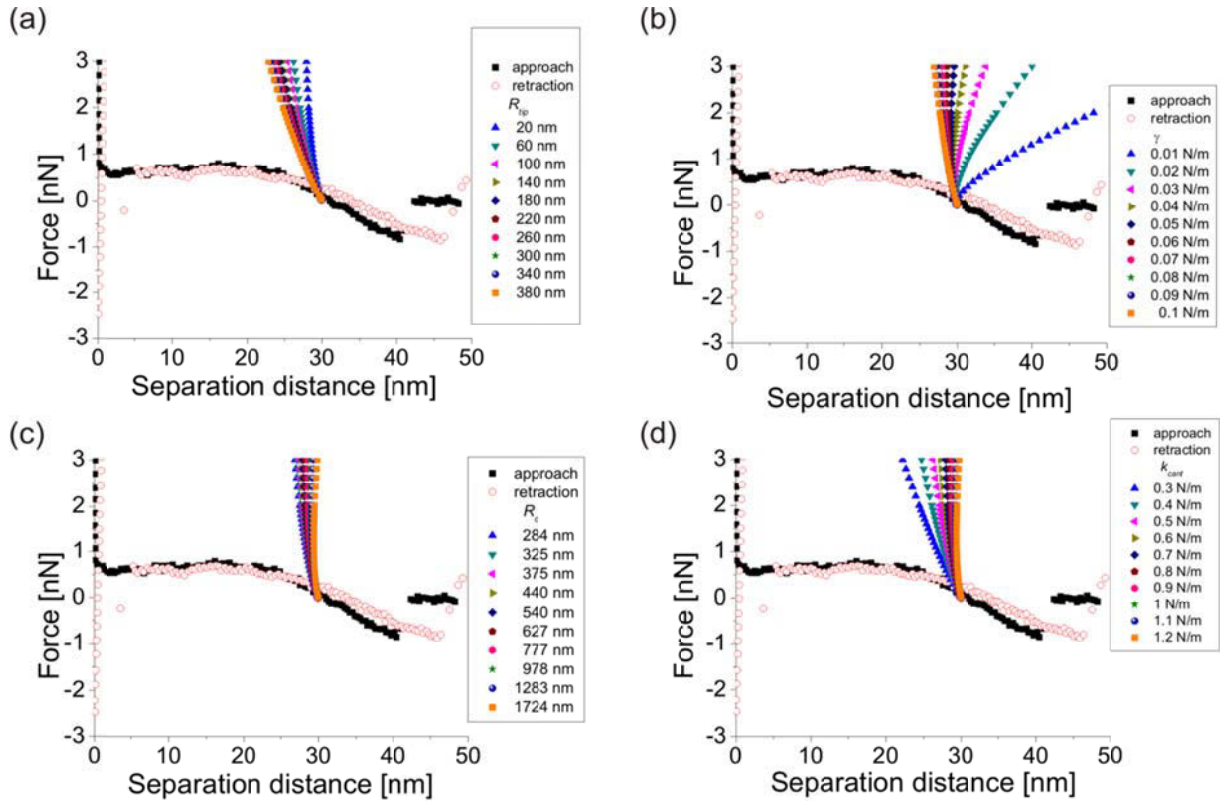 (a)
Force [nN]
3
2
1
0
-1
-2
-3
0 10 20 30 40 50
Separation distance [nm]
approach
retraction
Rtip
20 nm
60 nm
100 nm
140 nm
180 nm
220 nm
260 nm
300 nm
340 nm
380 nm
(b)
Force [nN]
3
2
1
0
-1
-2
-3
0 10 20 30 40 50
Separation distance [nm]
approach
retraction
γ
0.01 N/m
0.02 N/m
0.03 N/m
0.04 N/m
0.05 N/m
0.06 N/m
0.07 N/m
0.08 N/m
0.09 N/m
0.1 N/m
(c)
Force [nN]
3
2
1
0
-1
-2
-3
0 10 20 30 40 50
Separation distance [nm]
approach
retraction
Rc
284 nm
325 nm
375 nm
440 nm
540 nm
627 nm
777 nm
978 nm
1283 nm
1724 nm
(d)
Force [nN]
3
2
1
0
-1
-2
-3
0 10 20 30 40 50
Separation distance [nm]
approach
retraction
kcant
0.3 N/m
0.4 N/m
0.5 N/m
0.6 N/m
0.7 N/m
0.8 N/m
0.9 N/m
1 N/m
1.1 N/m
1.2 N/m